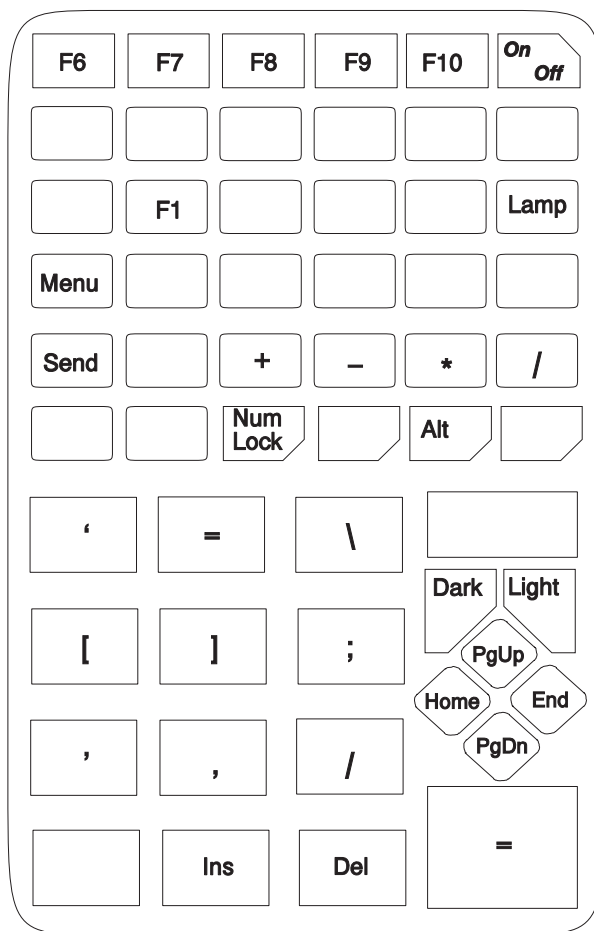 F6 F7 F8 F9 F10 On Off
F1 Lamp
Menu
Send + – * /
Num Lock Alt
‘ = \
Dark Light
[ ] ;
PgUp
Home End
PgDn
’ , /
=
Ins Del